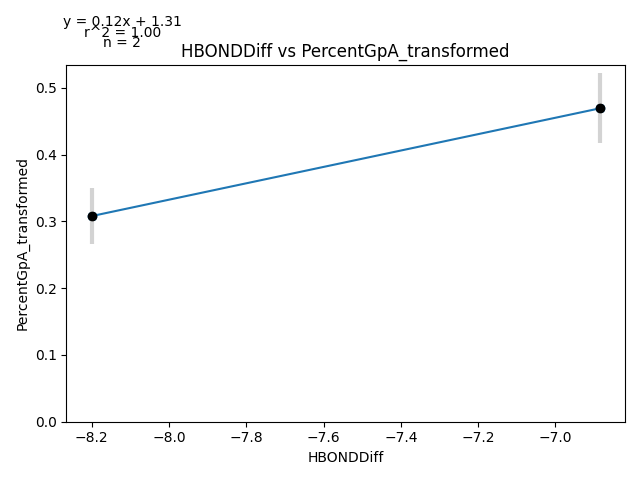 y = 0.12x + 1.31
r^2 = 1.00
n = 2
HBONDDiff vs PercentGpA_transformed
PercentGpA_transformed
0.5
0.4
0.3
0.2
0.1
0.0
−8.2 −8.0 −7.8 −7.6 −7.4 −7.2 −7.0
HBONDDiff